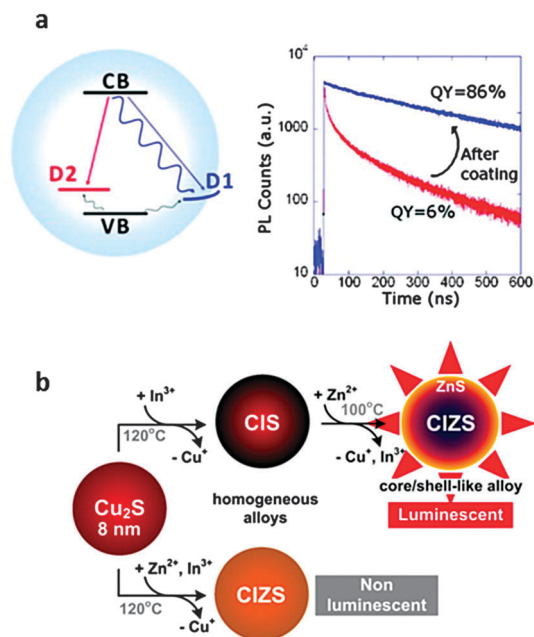 a
CB
D2
D1
VB
PL Counts (a.u.)
10⁴
1000
100
10
QY=86%
After
coating
QY=6%
0 100 200 300 400 500 600
Time (ns)
b
+ In³⁺
120°C
- Cu⁺
CIS
+ Zn²⁺
100°C
- Cu⁺, In³⁺
ZnS
CIZS
core/shell-like alloy
Luminescent
homogeneous
alloys
Cu₂S
8 nm
+ Zn²⁺, In³⁺
120°C
- Cu⁺
CIZS
Non
luminescent